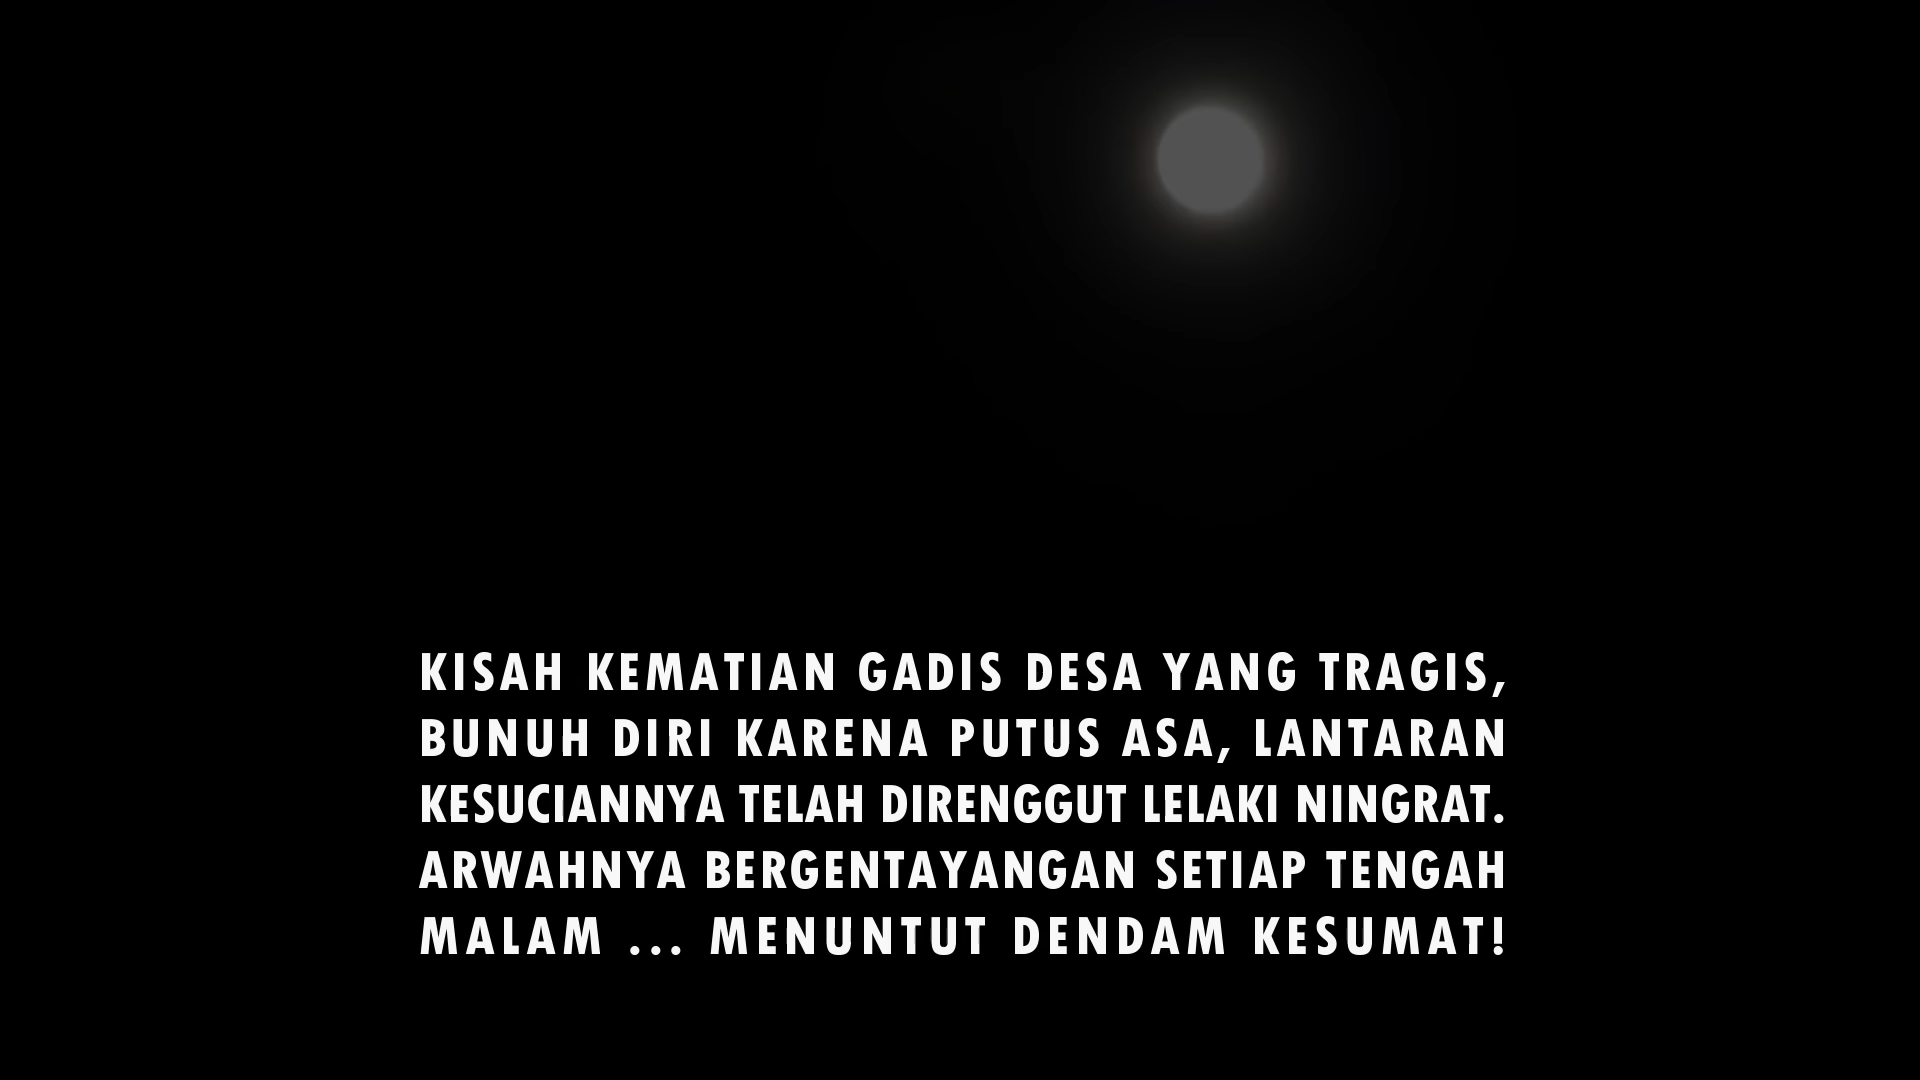 KISAH KEMATIAN GADIS DESA YANG TRAGIS,
BUNUH DIRI KARENA PUTUS ASA, LANTARAN
KESUCIANNYA TELAH DIRENGGUT LELAKI NINGRAT.
ARWAHNYA BERGENTAYANGAN SETIAP TENGAH
MALAM ... MENUNTUT DENDAM KESUMAT!